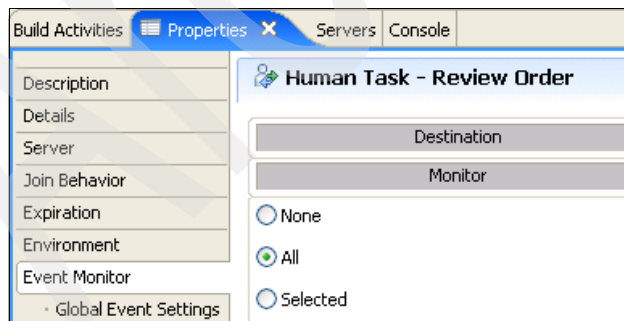 Build Activities Properties Servers Console
Description
Details
Server
Join Behavior
Expiration
Environment
Event Monitor
Global Event Settings
Human Task - Review Order
Destination
Monitor
None
All
Selected